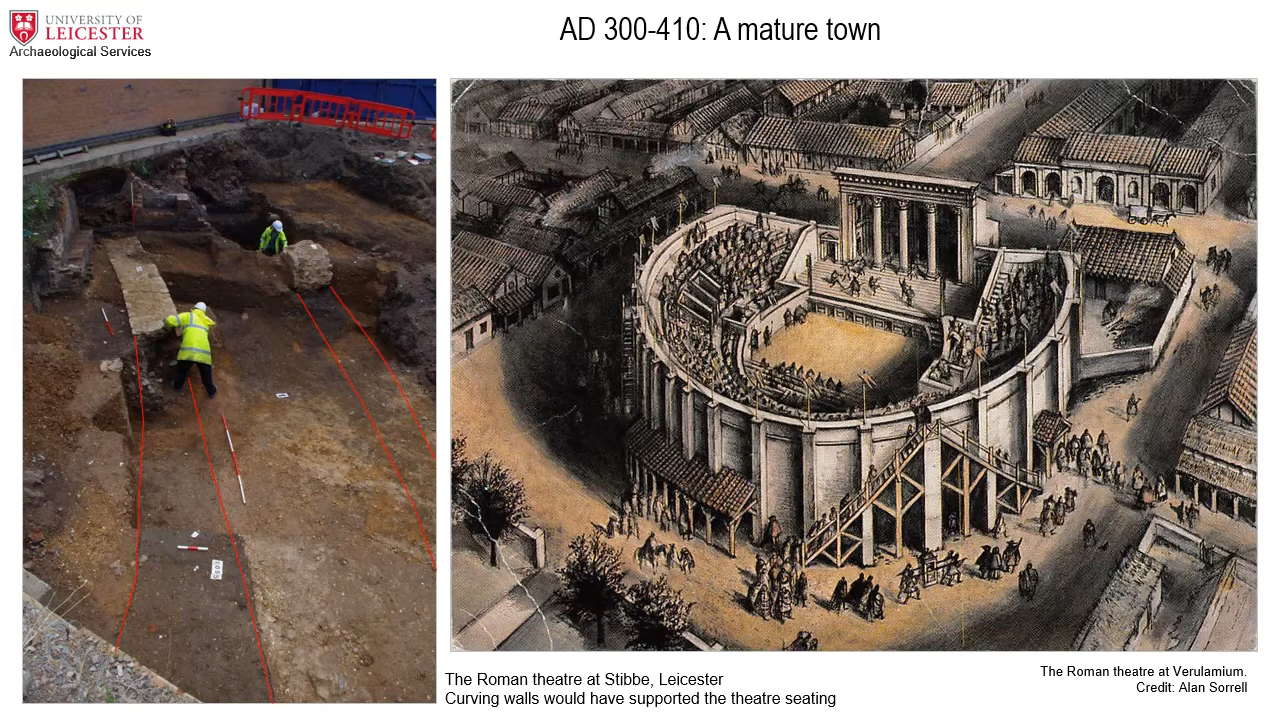 UNIVERSITY OF
LEICESTER
Archaeological Services
AD 300-410: A mature town
The Roman theatre at Stibbe, Leicester
Curving walls would have supported the theatre seating
The Roman theatre at Verulamium.
Credit: Alan Sorrell